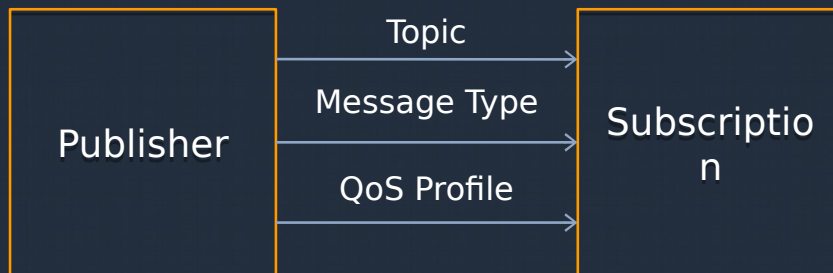 Topic
Message Type
Publisher
Subscriptio
n
QoS Profile